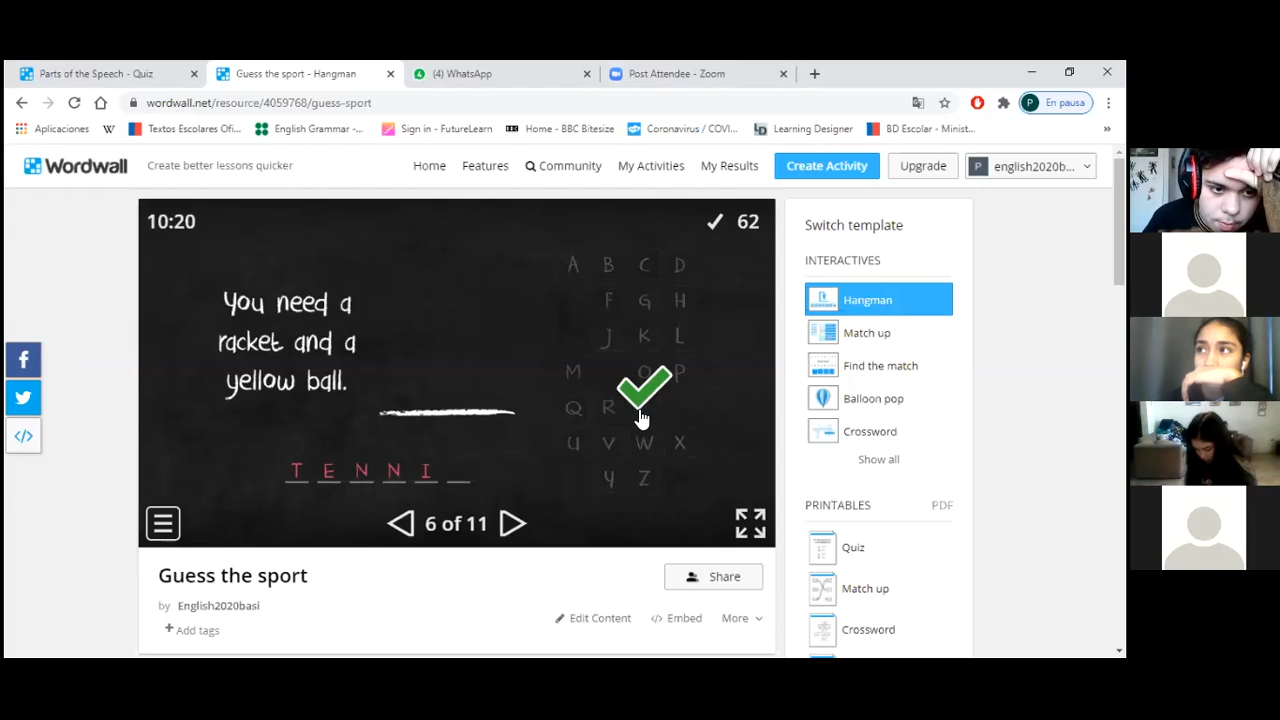 Parts of the Speech - Quiz
Guess the sport - Hangman
(4) WhatsApp
Post Attendee - Zoom
wordwall.net/resource/4059768/guess-sport
P
En pausa
Aplicaciones
W
Textos Escolares Ofi...
English Grammar -...
Sign in - FutureLearn
BBC
Home - BBC Bitesize
Coronavirus / COVI...
Learning Designer
BD Escolar - Minist...
»
Wordwall
Create better lessons quicker
Home
Features
Community
My Activities
My Results
Create Activity
Upgrade
P
english2020b...
10:20
62
You need a
racket and a
yellow ball.
A B C D
F G H
J K L
M O P
Q R
U V W X
Y Z
T E N N I _
6 of 11
Switch template
INTERACTIVES
Hangman
Match up
Find the match
Balloon pop
Crossword
Show all
PRINTABLES
PDF
Quiz
Match up
Crossword
Guess the sport
Share
by English2020basi
Edit Content
</> Embed
More
+ Add tags